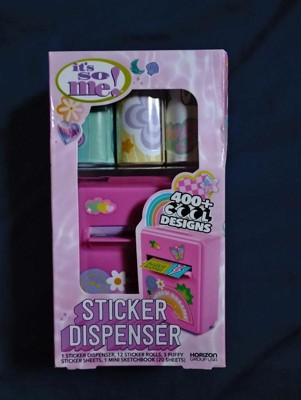 it's
so
me!
400+
COOL
DESIGNS
STICKER
DISPENSER
1 STICKER DISPENSER, 12 STICKER ROLLS, 3 PUFFY
STICKER SHEETS, 1 MINI SKETCHBOOK (20 SHEETS)
HORIZON
GROUP USA